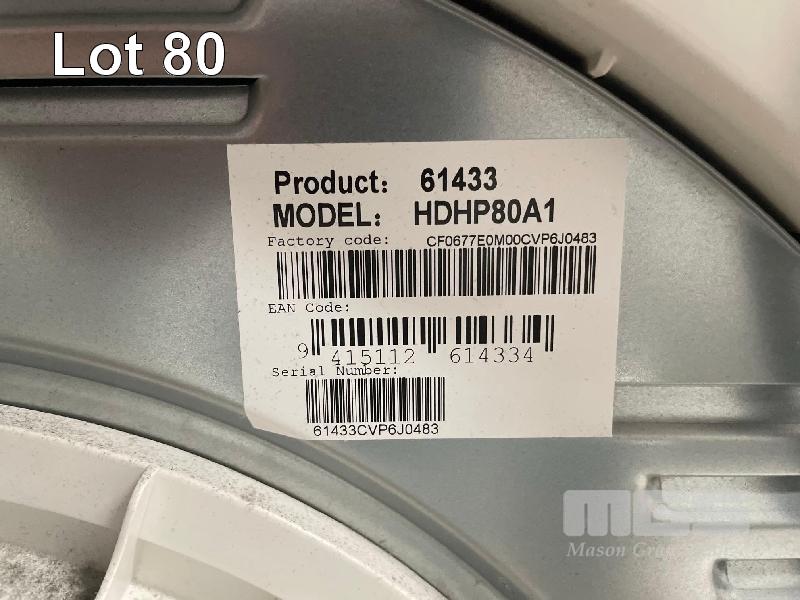 Lot 80
Product: 61433
MODEL: HDHP80A1
Factory code: CF0677E0M00CVP6J0483
EAN Code:
9 415112 614334
Serial Number:
61433CVP6J0483
MGS
Mason Gray